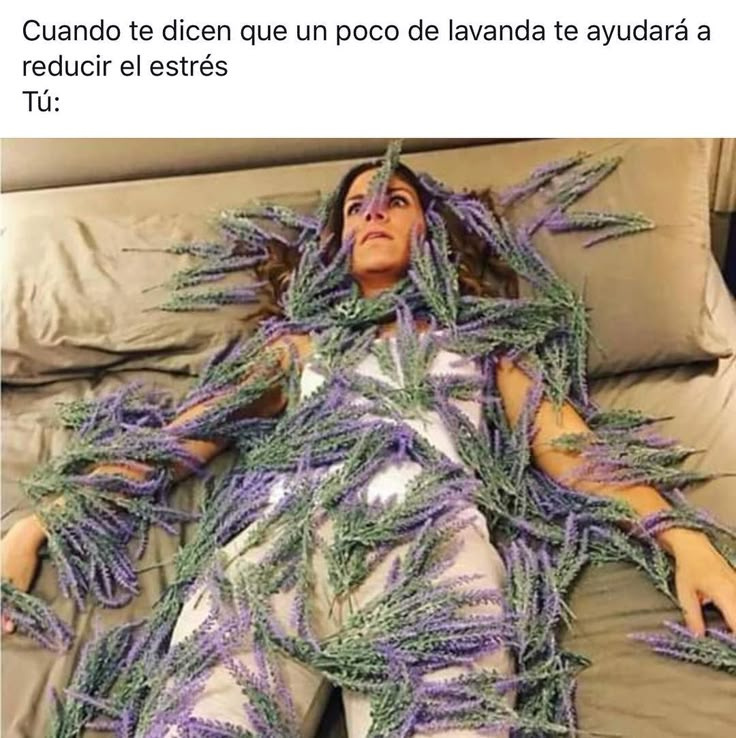 Cuando te dicen que un poco de lavanda te ayudará a
reducir el estrés
Tú: